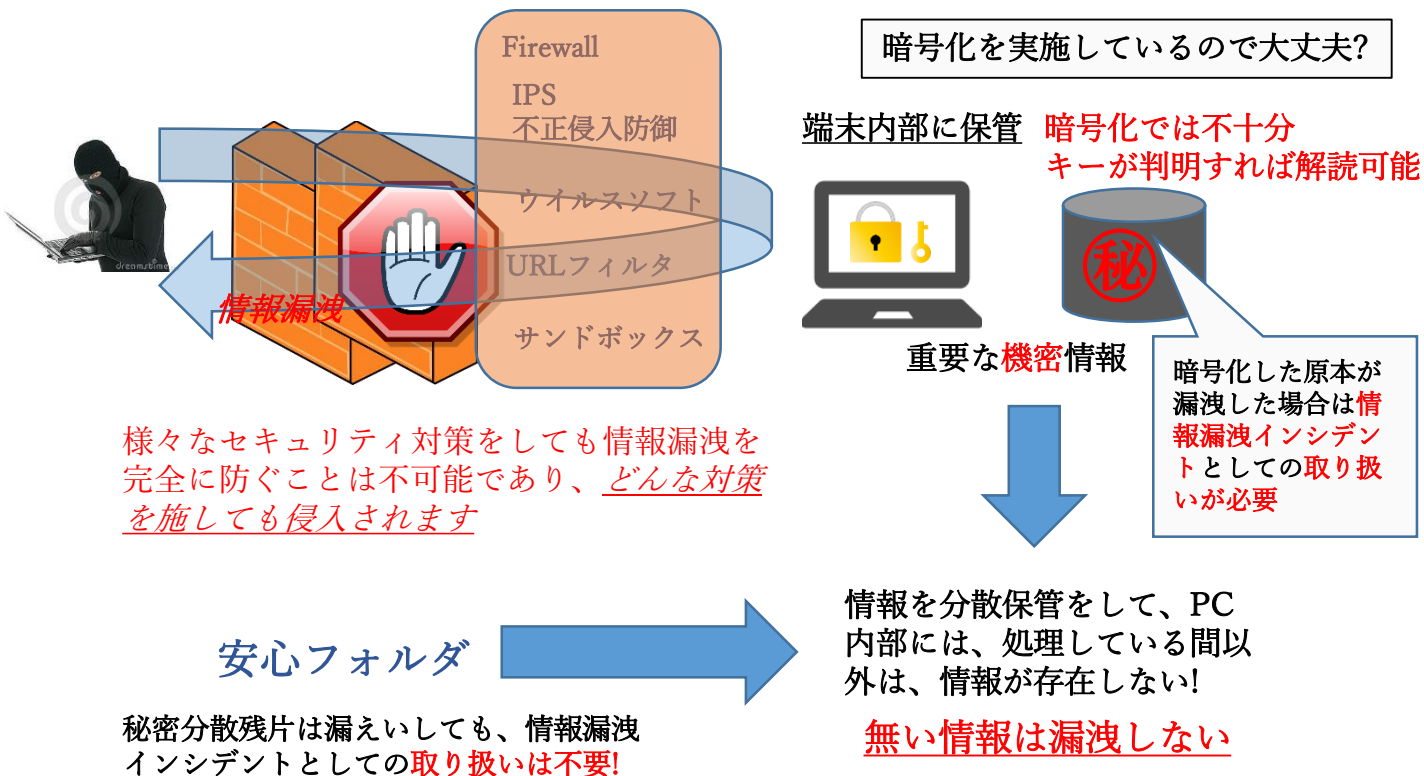 Firewall
IPS
不正侵入防御
ウイルスソフト
URLフィルタ
サンドボックス
dreamstime
情報漏洩
様々なセキュリティ対策をしても情報漏洩を
完全に防ぐことは不可能であり、どんな対策
を施しても侵入されます
暗号化を実施しているので大丈夫?
端末内部に保管
暗号化では不十分
キーが判明すれば解読可能
秘
重要な機密情報
暗号化した原本が
漏洩した場合は情
報漏洩インシデン
トとしての取り扱
いが必要
安心フォルダ
秘密分散残片は漏えいしても、情報漏洩
インシデントとしての取り扱いは不要!
情報を分散保管をして、PC
内部には、処理している間以
外は、情報が存在しない!
無い情報は漏洩しない